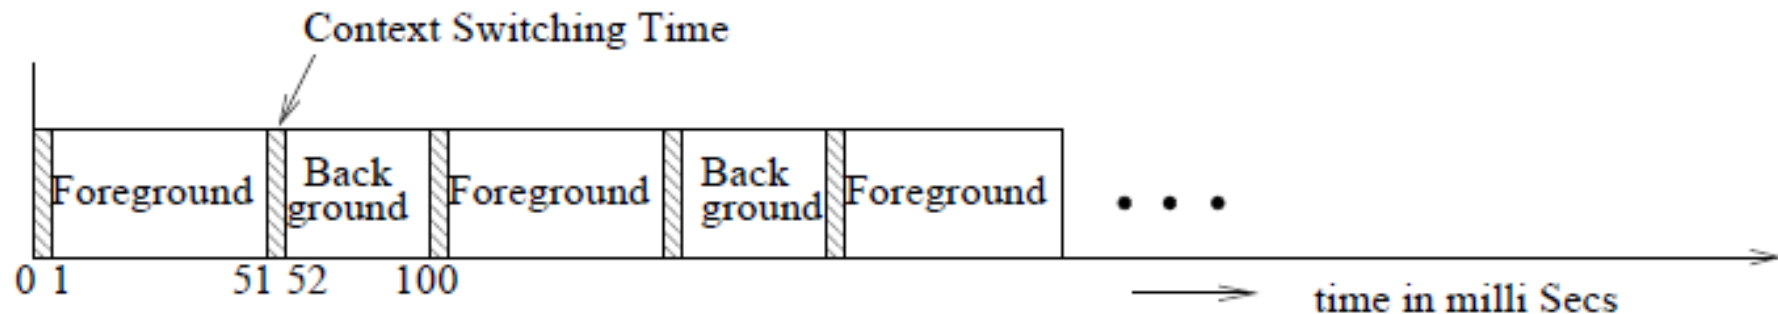 Context Switching Time
Foreground
Back
ground
Foreground
Back
ground
Foreground
0 1 51 52 100
time in milli Secs